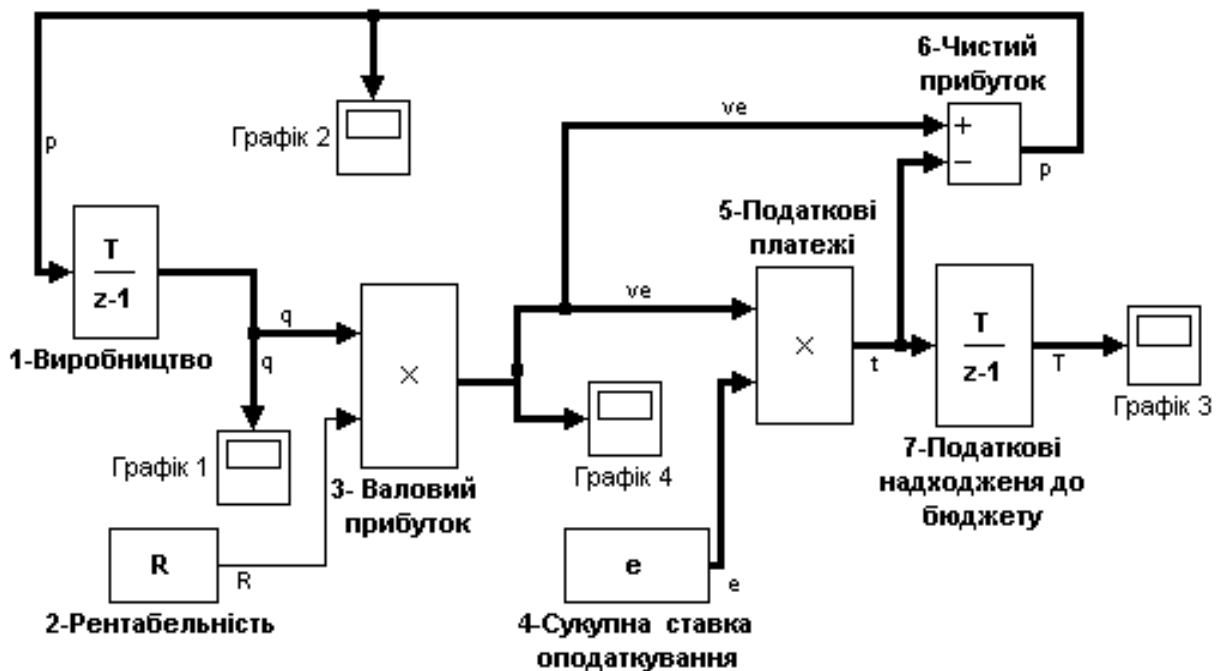 6-Чистий
прибуток
ve
+
−
p
Графік 2
p
5-Податкові
платежі
T
z-1
q
ve
×
×
T
z-1
T
t
Графік 3
1-Виробництво
q
Графік 1
Графік 4
3- Валовий
прибуток
7-Податкові
надходженя до
бюджету
R
R
e
e
2-Рентабельність
4-Сукупна ставка
оподаткування